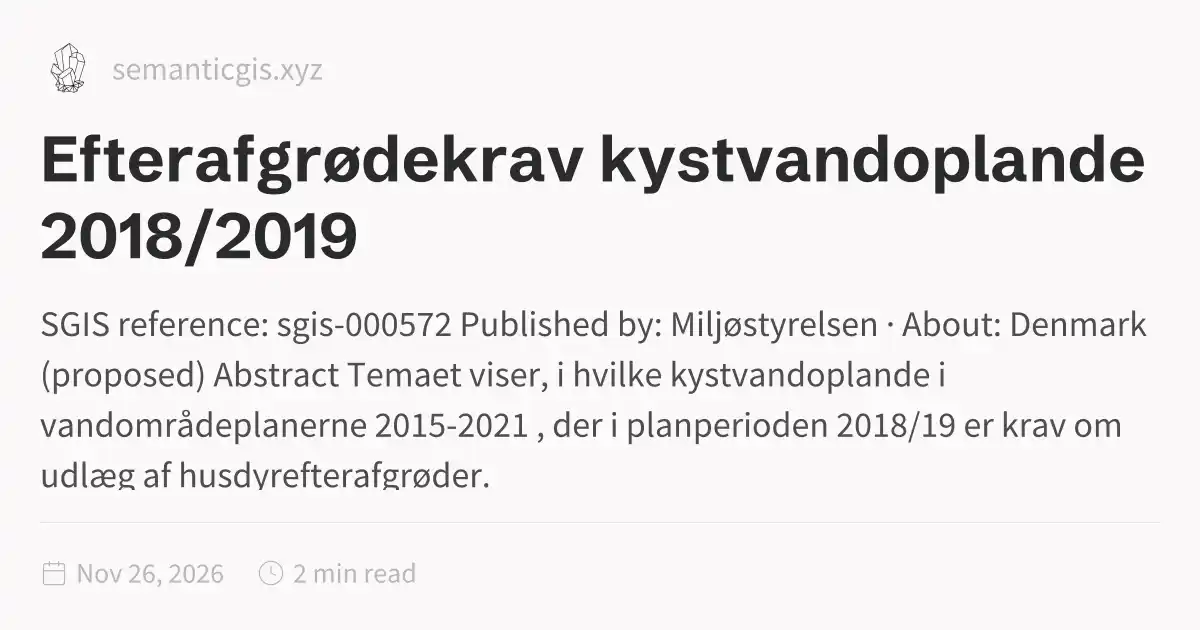 semanticgis.xyz
Efterafgrødekrav kystvandoplande
2018/2019
SGIS reference: sgis-000572 Published by: Miljøstyrelsen · About: Denmark
(proposed) Abstract Temaet viser, i hvilke kystvandoplande i
vandområdeplanerne 2015-2021 , der i planperioden 2018/19 er krav om
udlæg af husdyrefterafgrøder.
Nov 26, 2026
2 min read